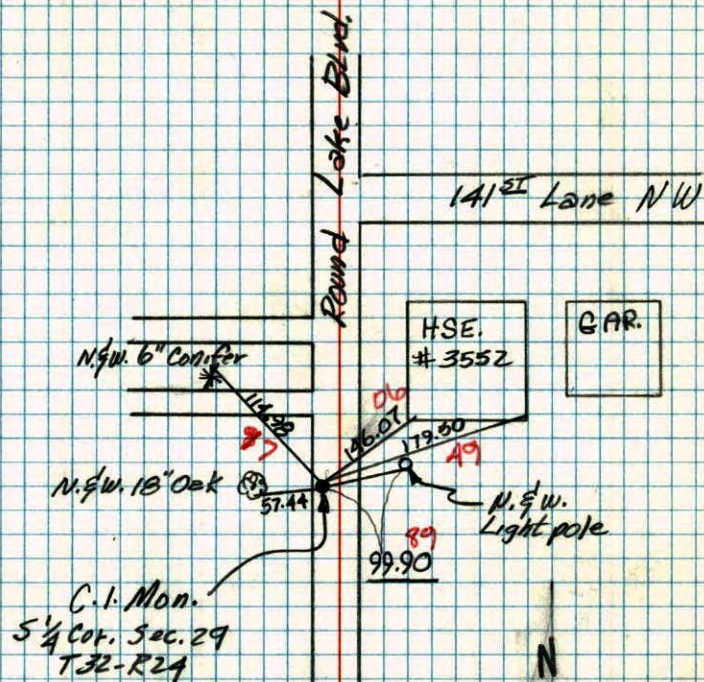 Round Lake Blvd.
141ST Lane NW
HSE.
# 3552
GAR.
N.&W. 6" Conifer
114.98
87
06
146.07
179.50
49
N.&W. 18" Oak
57.44
N.&W.
Light pole
89
99.90
C.I. Mon.
S 1/4 Cor. Sec. 29
T32-R24
N